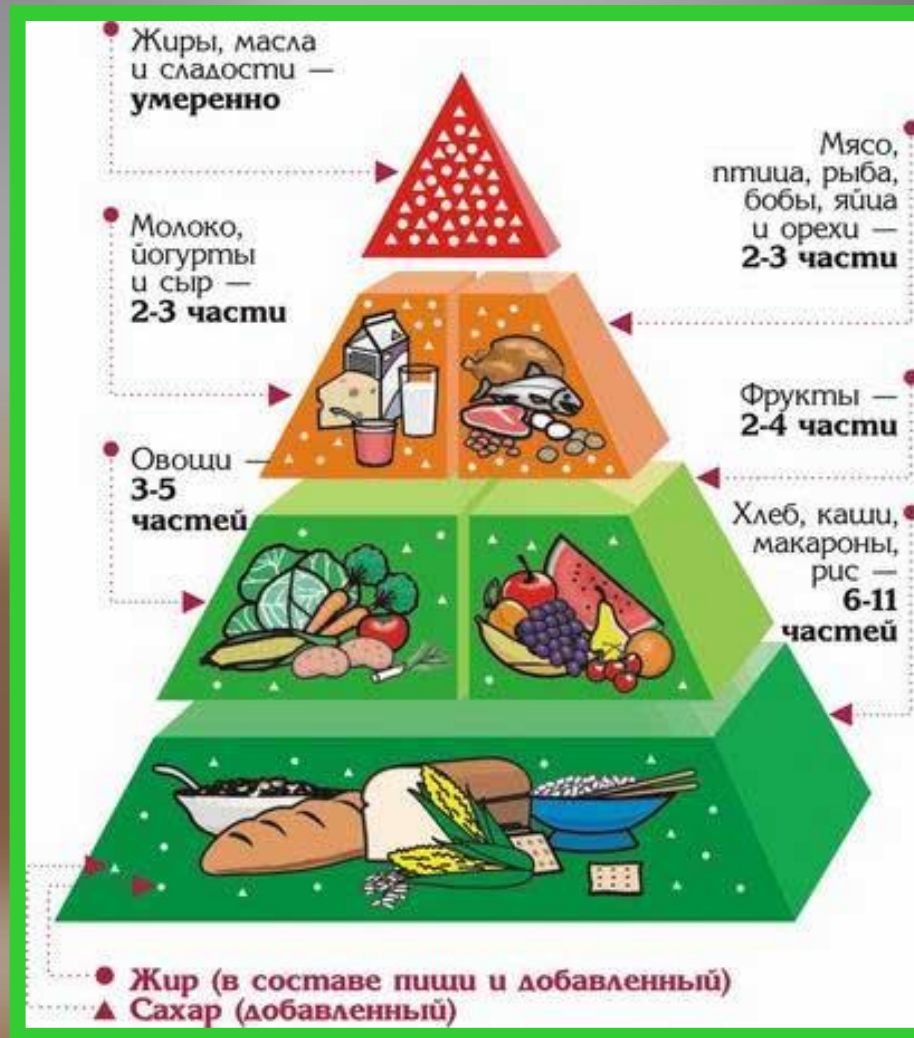 Жиры, масла
и сладости —
умеренно
Мясо,
птица, рыба,
бобы, яйца
и орехи —
2-3 части
Молоко,
йогурты
и сыр —
2-3 части
Фрукты —
2-4 части
Овощи —
3-5
частей
Хлеб, каши,
макароны,
рис —
6-11
частей
Жир (в составе пищи и добавленный)
Сахар (добавленный)